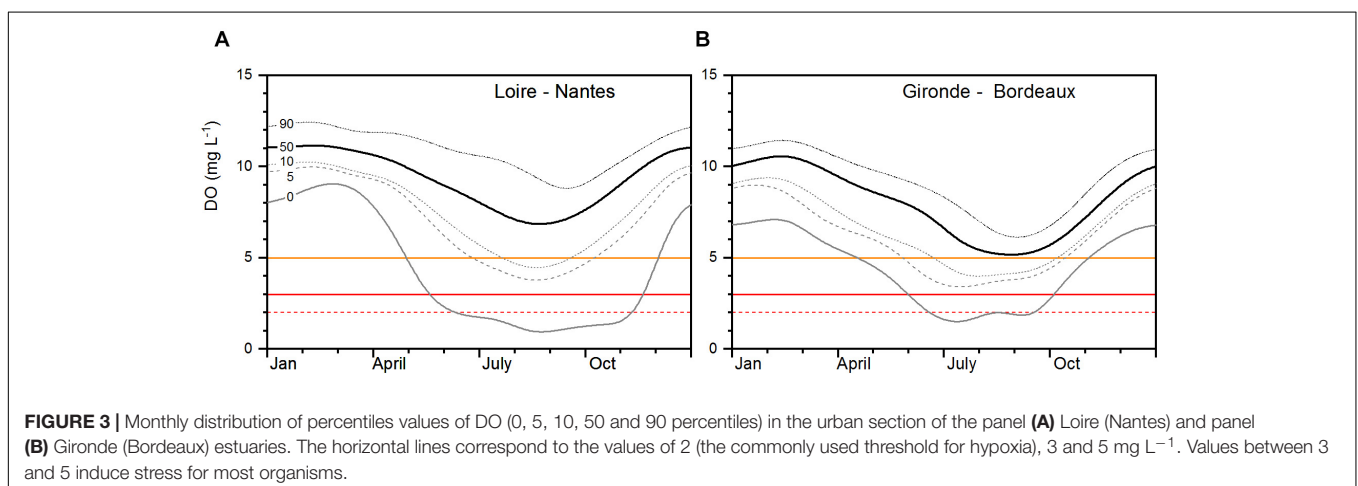 A
B
15
10
5
0
DO (mg L-1)
Loire - Nantes
90
50
10
5
0
Jan
April
July
Oct
15
10
5
0
Gironde - Bordeaux
Jan
April
July
Oct
FIGURE 3 | Monthly distribution of percentiles values of DO (0, 5, 10, 50 and 90 percentiles) in the urban section of the panel (A) Loire (Nantes) and panel
(B) Gironde (Bordeaux) estuaries. The horizontal lines correspond to the values of 2 (the commonly used threshold for hypoxia), 3 and 5 mg L−1. Values between 3
and 5 induce stress for most organisms.